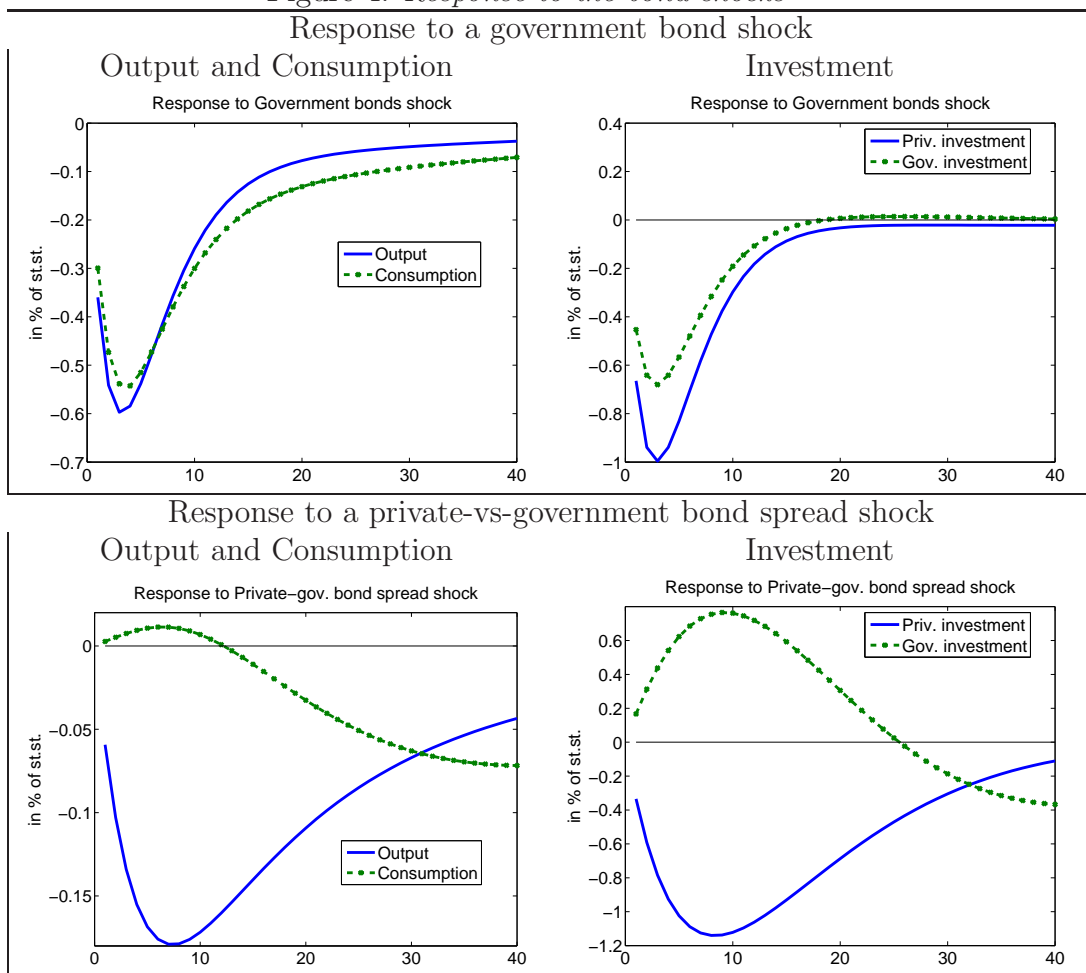 Figure 4: Response to the bond shocks
Response to a government bond shock
Output and Consumption
Investment
Response to Government bonds shock
0
−0.1
−0.2
−0.3
−0.4
−0.5
−0.6
−0.7
in % of st.st.
0 10 20 30 40
Output
Consumption
Response to Government bonds shock
0.4
0.2
0
−0.2
−0.4
−0.6
−0.8
−1
in % of st.st.
0 10 20 30 40
Priv. investment
Gov. investment
Response to a private-vs-government bond spread shock
Output and Consumption
Investment
Response to Private−gov. bond spread shock
0
−0.05
−0.1
−0.15
in % of st.st.
0 10 20 30 40
Output
Consumption
Response to Private−gov. bond spread shock
0.6
0.4
0.2
0
−0.2
−0.4
−0.6
−0.8
−1
−1.2
in % of st.st.
0 10 20 30 40
Priv. investment
Gov. investment